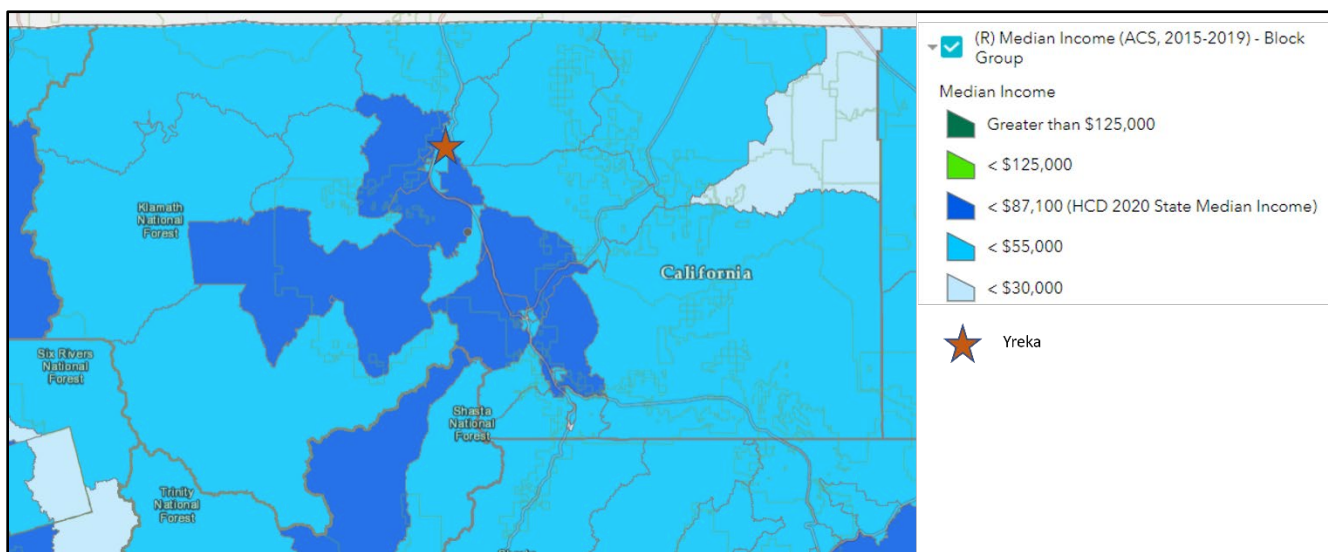 (R) Median Income (ACS, 2015-2019) - Block
Group
Median Income
Greater than $125,000
< $125,000
< $87,100 (HCD 2020 State Median Income)
< $55,000
< $30,000
Yreka
Klamath
National
Forest
California
Six Rivers
National
Forest
Shasta
National
Forest
Trinity
National
Forest